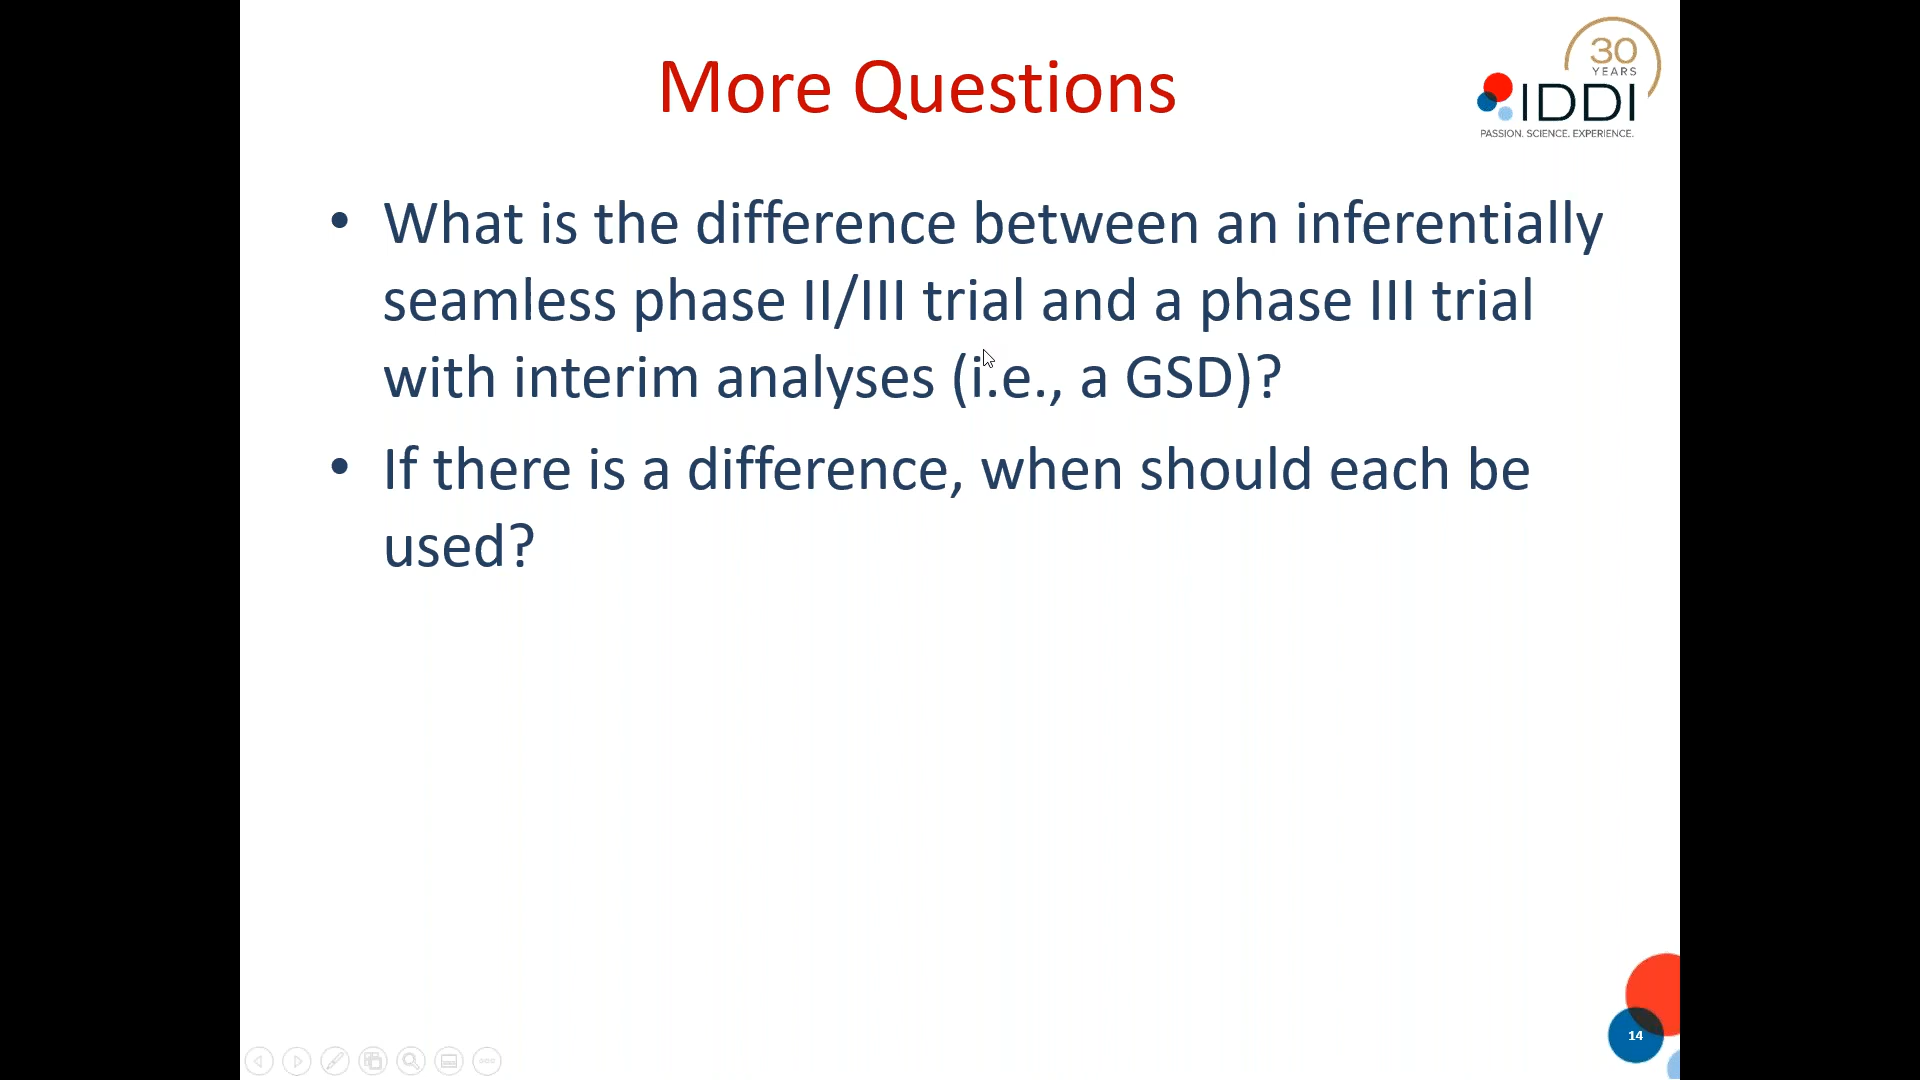 More Questions
30
YEARS
IDDI
PASSION. SCIENCE. EXPERIENCE.
• What is the difference between an inferentially
seamless phase II/III trial and a phase III trial
with interim analyses (i.e., a GSD)?
• If there is a difference, when should each be
used?
14